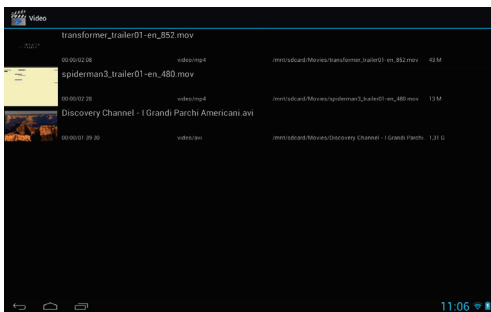 Video
transformer_trailer01-en_852.mov
00:00/02:08 video/mp4 /mnt/sdcard/Movies/transformer_trailer01-en_852.mov 43 M
spiderman3_trailer01-en_480.mov
00:00/02:28 video/mp4 /mnt/sdcard/Movies/spiderman3_trailer01-en_480.mov 13 M
Discovery Channel - I Grandi Parchi Americani.avi
00:00/01:39:30 video/avi /mnt/sdcard/Movies/Discovery Channel - I Grandi Parchi 1,31 G
11:06